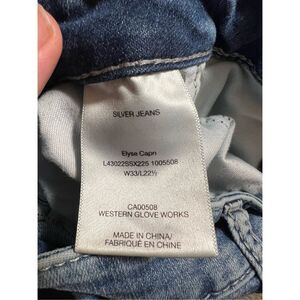 SILVER JEANS
Elyse Capri
L43022SSX225 1005508
W33/L22½
CA00508
WESTERN GLOVE WORKS
MADE IN CHINA/
FABRIQUÉ EN CHINE